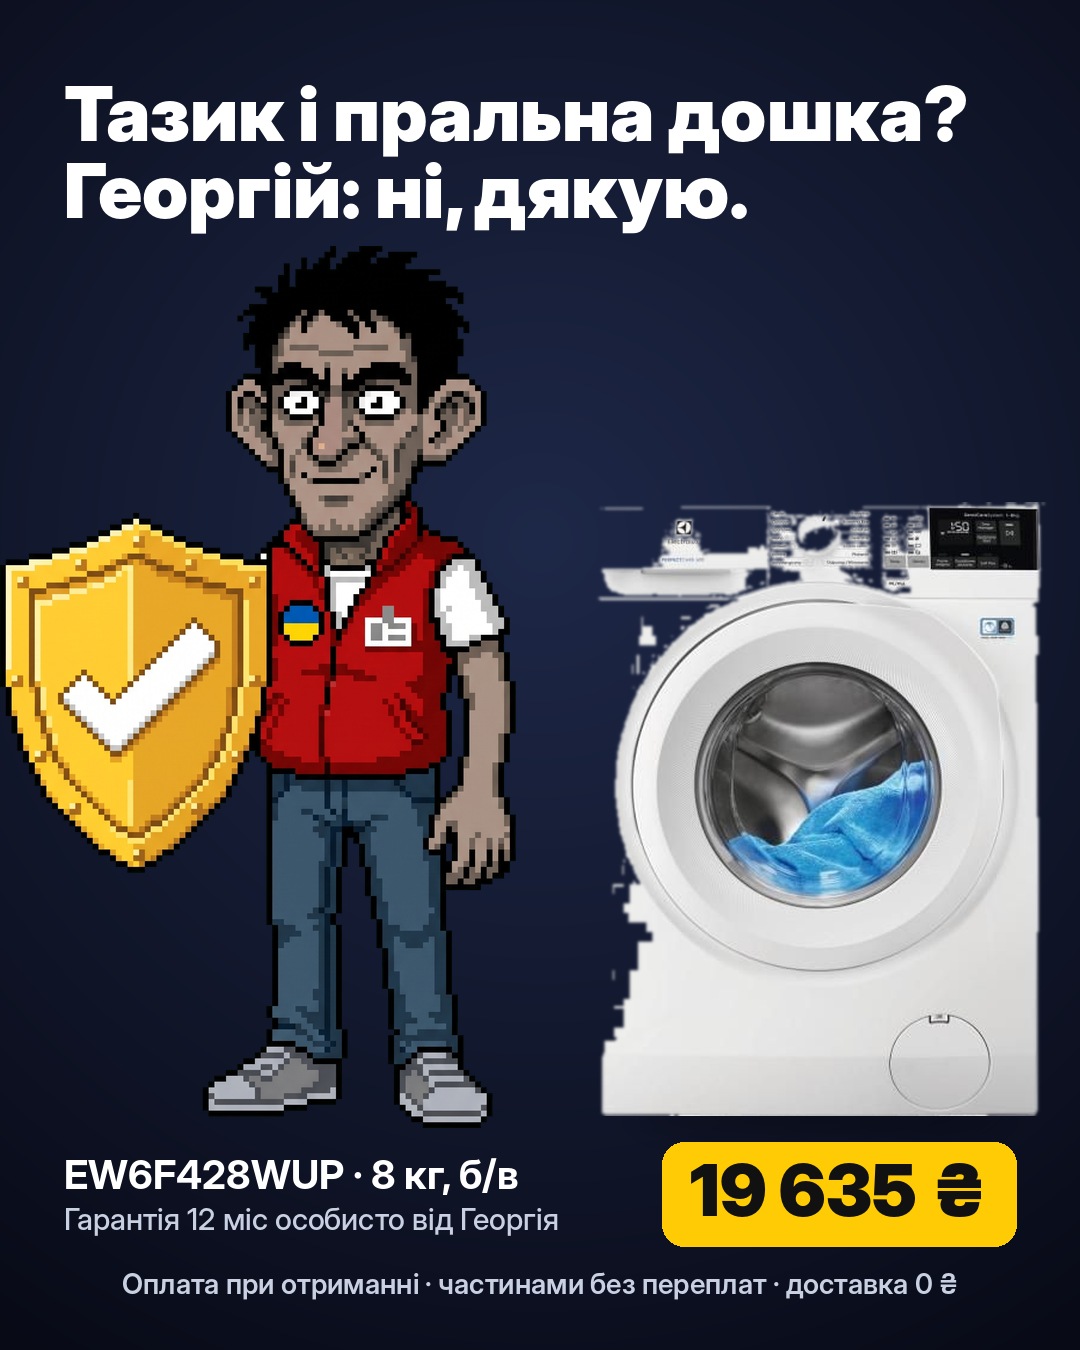 Тазик і пральна дошка?
Георгій: ні, дякую.
EW6F428WUP · 8 кг, б/в
Гарантія 12 міс особисто від Георгія
19 635 ₴
Оплата при отриманні · частинами без переплат · доставка 0 ₴